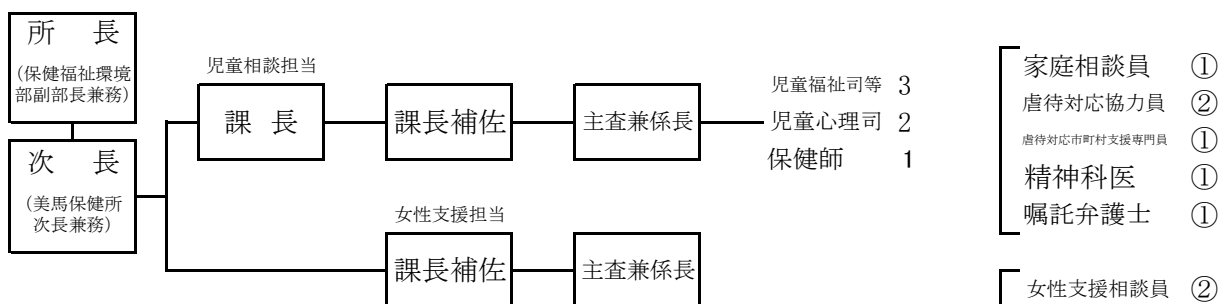 所 長
(保健福祉環境
部副部長兼務)
次 長
(美馬保健所
次長兼務)
児童相談担当
課 長
課長補佐
主査兼係長
児童福祉司等 3
児童心理司 2
保健師 1
女性支援担当
課長補佐
主査兼係長
家庭相談員 ①
虐待対応協力員 ②
虐待対応市町村支援専門員 ①
精神科医 ①
嘱託弁護士 ①
女性支援相談員 ②